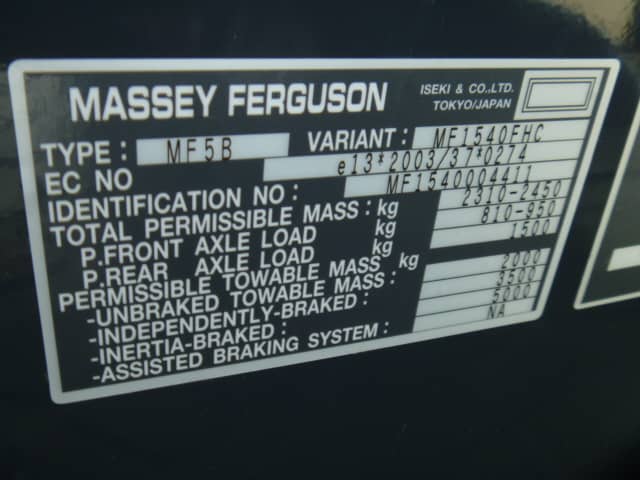 MASSEY FERGUSON
ISEKI & CO.,LTD.
TOKYO/JAPAN
TYPE : MF5B VARIANT: MF1540FHC
EC NO e13*2003/37*0274
IDENTIFICATION NO : MF1540004411
TOTAL PERMISSIBLE MASS : kg 2310-2450
P.FRONT AXLE LOAD kg 810-950
P.REAR AXLE LOAD kg 1500
PERMISSIBLE TOWABLE MASS kg
-UNBRAKED TOWABLE MASS: 2000
-INDEPENDENTLY-BRAKED: 3500
-INERTIA-BRAKED: 5000
-ASSISTED BRAKING SYSTEM: NA